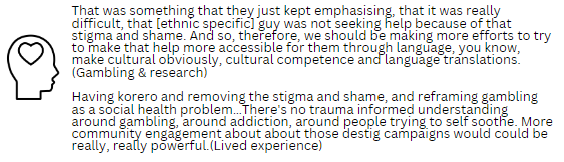 That was something that they just kept emphasising, that it was really
difficult, that [ethnic specific] guy was not seeking help because of that
stigma and shame. And so, therefore, we should be making more efforts to try
to make that help more accessible for them through language, you know,
make cultural obviously, cultural competence and language translations.
(Gambling & research)
Having korero and removing the stigma and shame, and reframing gambling
as a social health problem...There's no trauma informed understanding
around gambling, around addiction, around people trying to self soothe. More
community engagement about about those destig campaigns would could be
really, really powerful.(Lived experience)